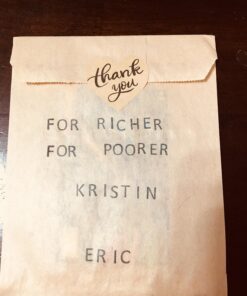 thank
you
FOR RICHER
FOR POORER
KRISTIN
ERIC